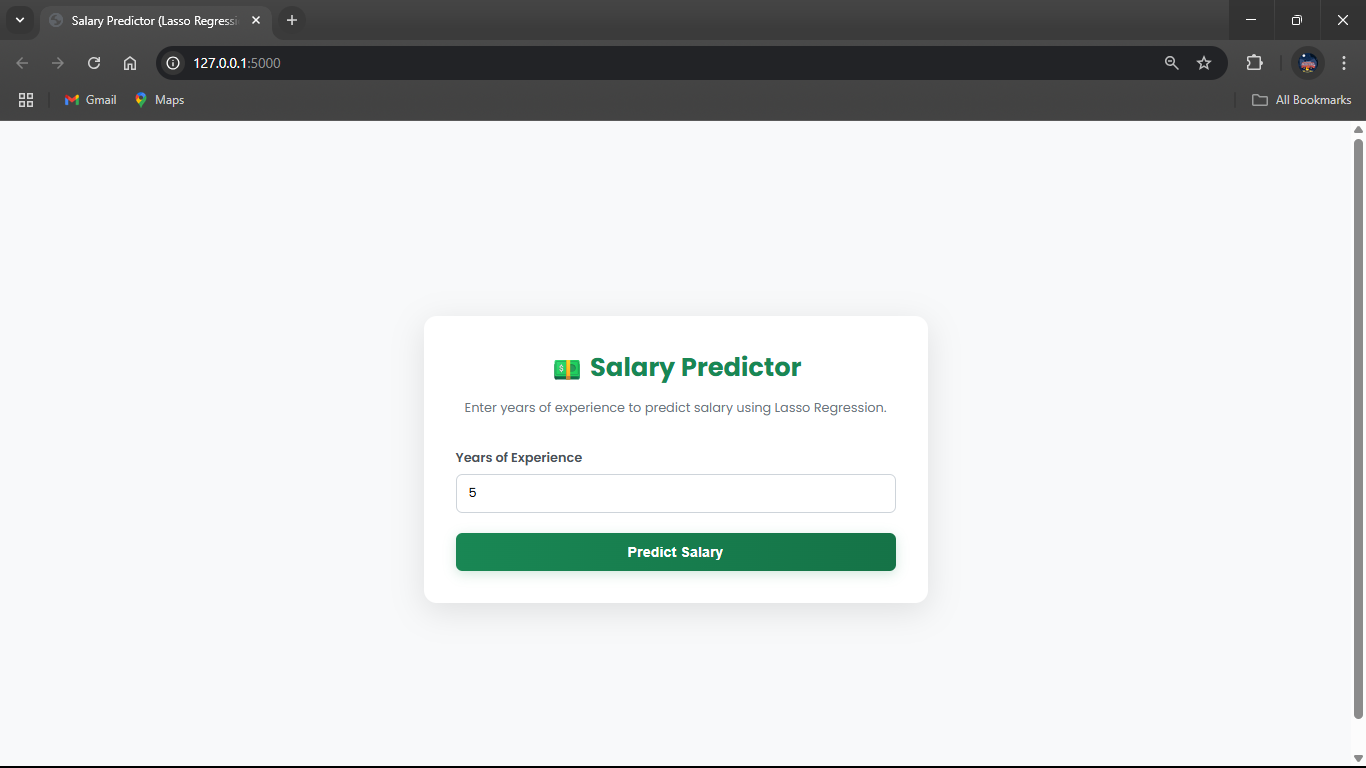 Salary Predictor (Lasso Regressi
127.0.0.1:5000
Gmail
Maps
All Bookmarks
Salary Predictor
Enter years of experience to predict salary using Lasso Regression.
Years of Experience
5
Predict Salary